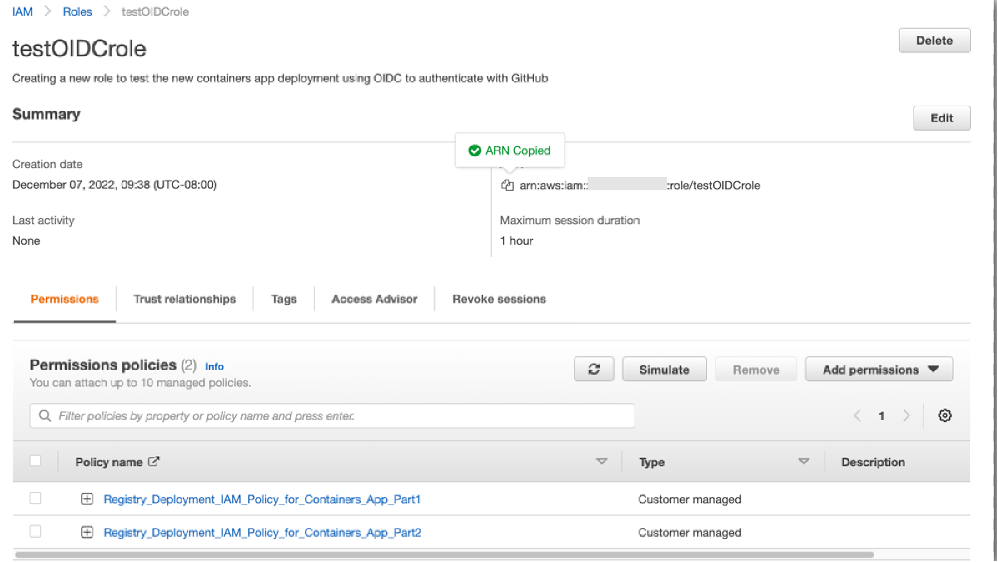 IAM > Roles > testOIDCrole
testOIDCrole
Delete
Creating a new role to test the new containers app deployment using OIDC to authenticate with GitHub
Summary
Edit
ARN Copied
Creation date
December 07, 2022, 09:38 (UTC-08:00)
arn:aws:iam:: :role/testOIDCrole
Last activity
Maximum session duration
None
1 hour
Permissions Trust relationships Tags Access Advisor Revoke sessions
Permissions policies (2) Info
You can attach up to 10 managed policies.
Simulate Remove Add permissions
Filter policies by property or policy name and press enter.
1
Policy name Type Description
Registry_Deployment_IAM_Policy_for_Containers_App_Part1 Customer managed
Registry_Deployment_IAM_Policy_for_Containers_App_Part2 Customer managed